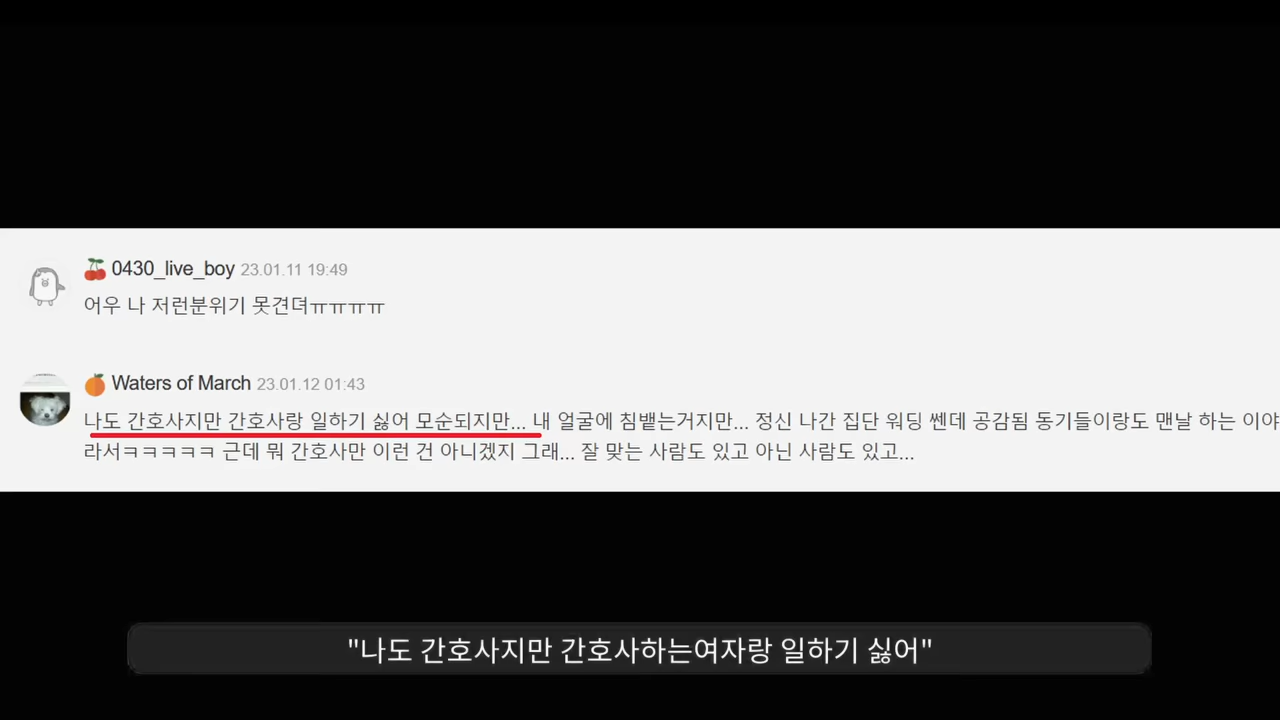 0430_live_boy 23.01.11 19:49
어우 나 저런분위기 못견뎌ㅠㅠㅠㅠ
Waters of March 23.01.12 01:43
나도 간호사지만 간호사랑 일하기 싫어 모순되지만... 내 얼굴에 침뱉는거지만... 정신 나간 집단 워딩 쎈데 공감됨 동기들이랑도 맨날 하는 이야
라서ㅋㅋㅋㅋㅋ 근데 뭐 간호사만 이런 건 아니겠지 그래... 잘 맞는 사람도 있고 아닌 사람도 있고...
"나도 간호사지만 간호사하는여자랑 일하기 싫어"